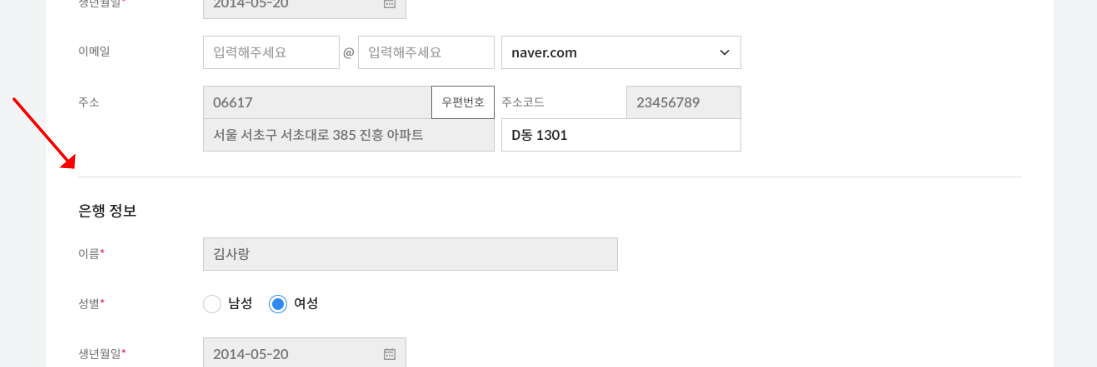 생년월일* 2014-05-20
이메일 입력해주세요 @ 입력해주세요 naver.com
주소 06617 우편번호 주소코드 23456789
서울 서초구 서초대로 385 진흥 아파트 D동 1301
은행 정보
이름* 김사랑
성별* 남성 여성
생년월일* 2014-05-20